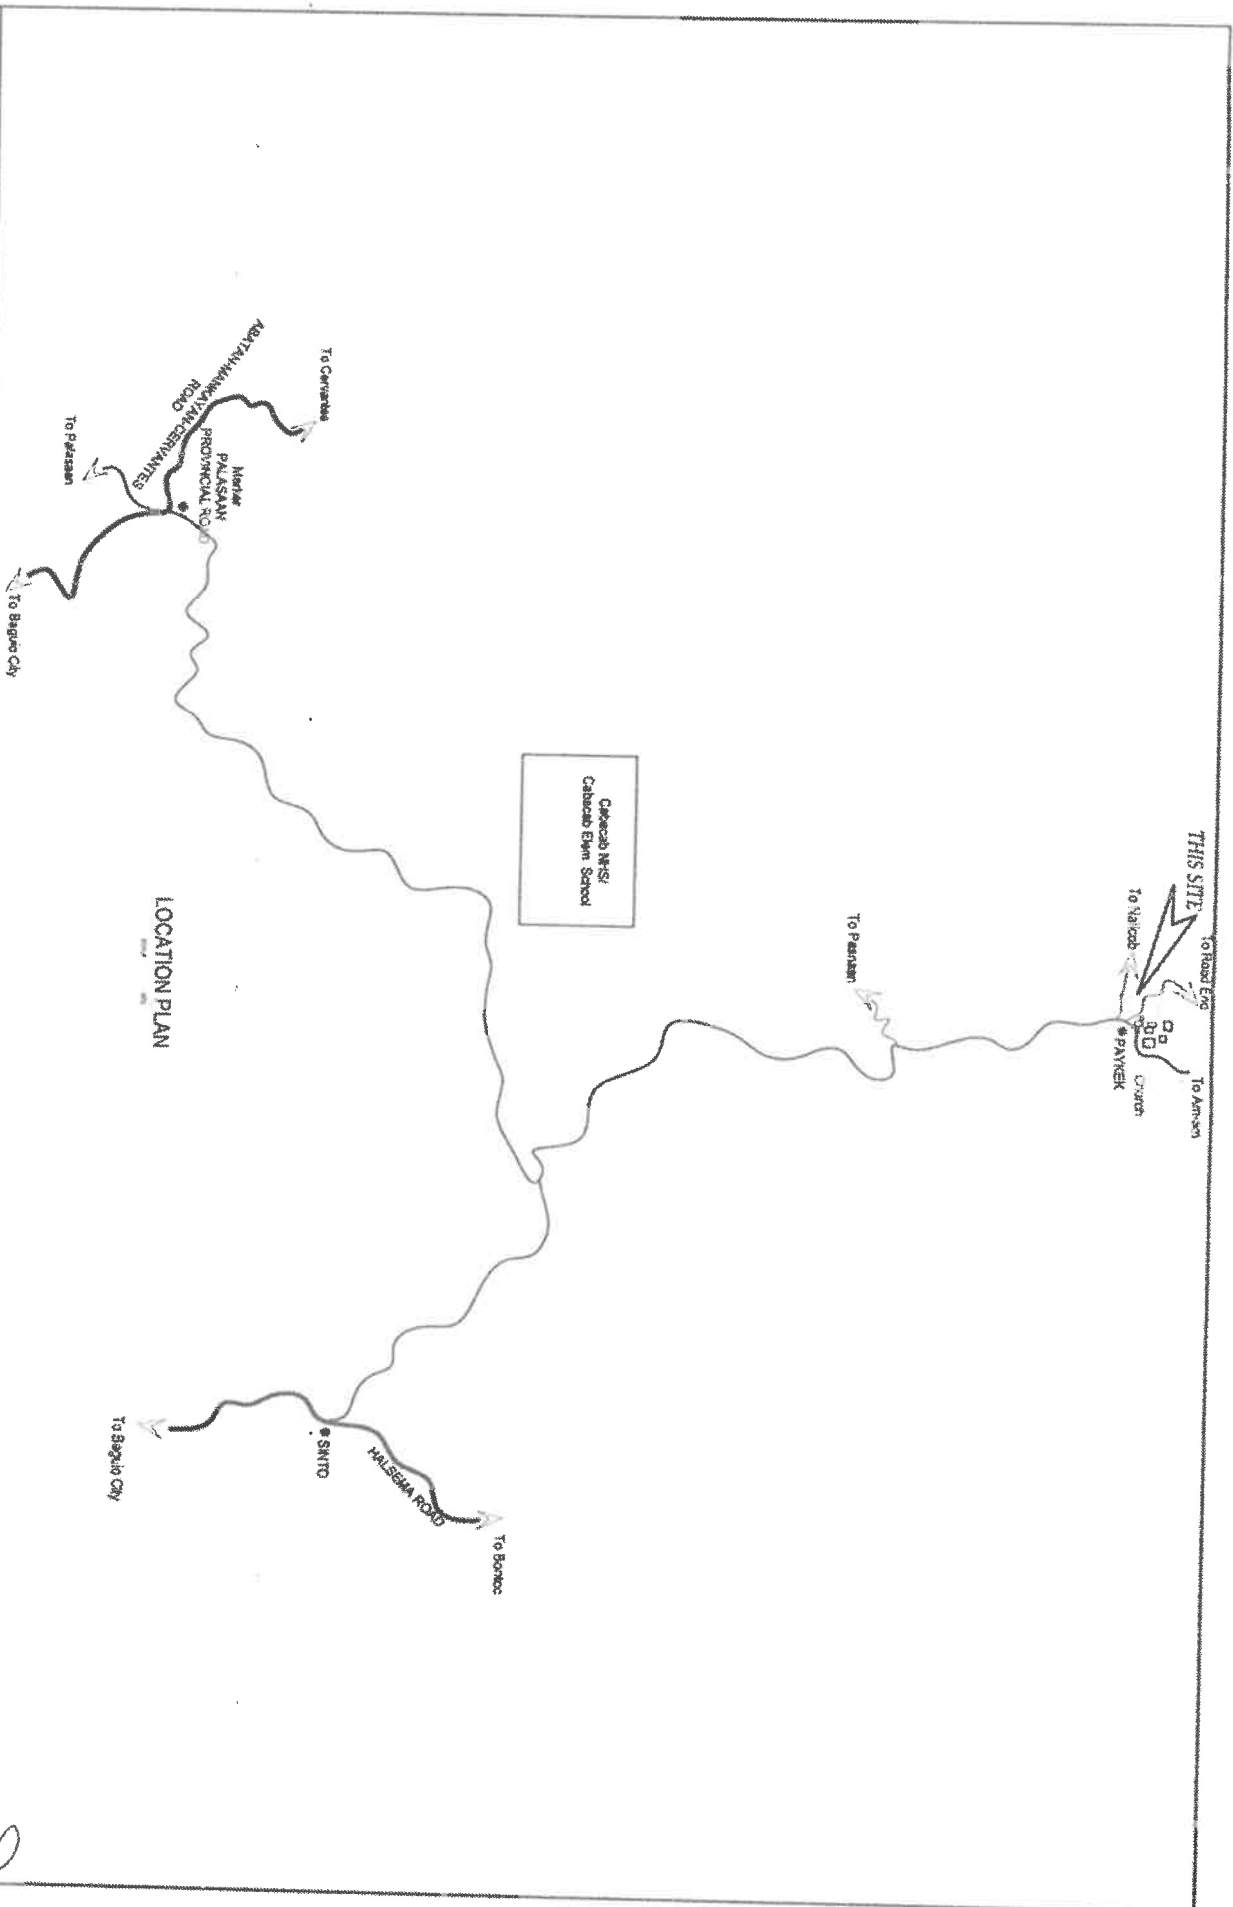 THIS SITE
To Road End
To Am-am
To Nalicob
Church
PAYKEK
To Pasnaan
Cabacab NHS/
Cabacab Elem School
To Cervantes
To Bontoc
HALSEMA ROAD
SINTO
ABATAN-MANKAYAN-CERVANTES
ROAD
Market
PALASAAN
PROVINCIAL ROAD
To Palasaan
To Baguio City
To Baguio City
LOCATION PLAN